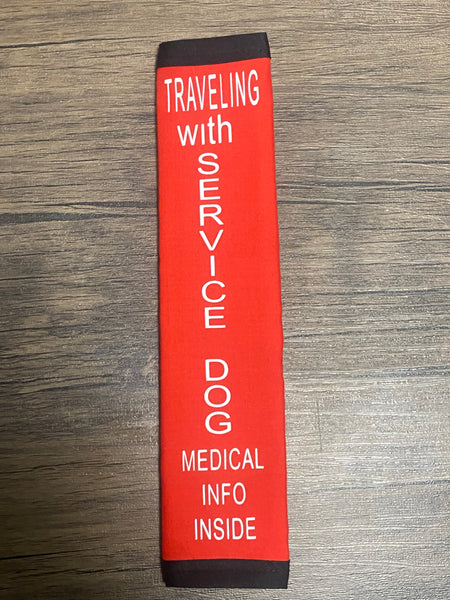 TRAVELING
with
SERVICE DOG
MEDICAL
INFO
INSIDE